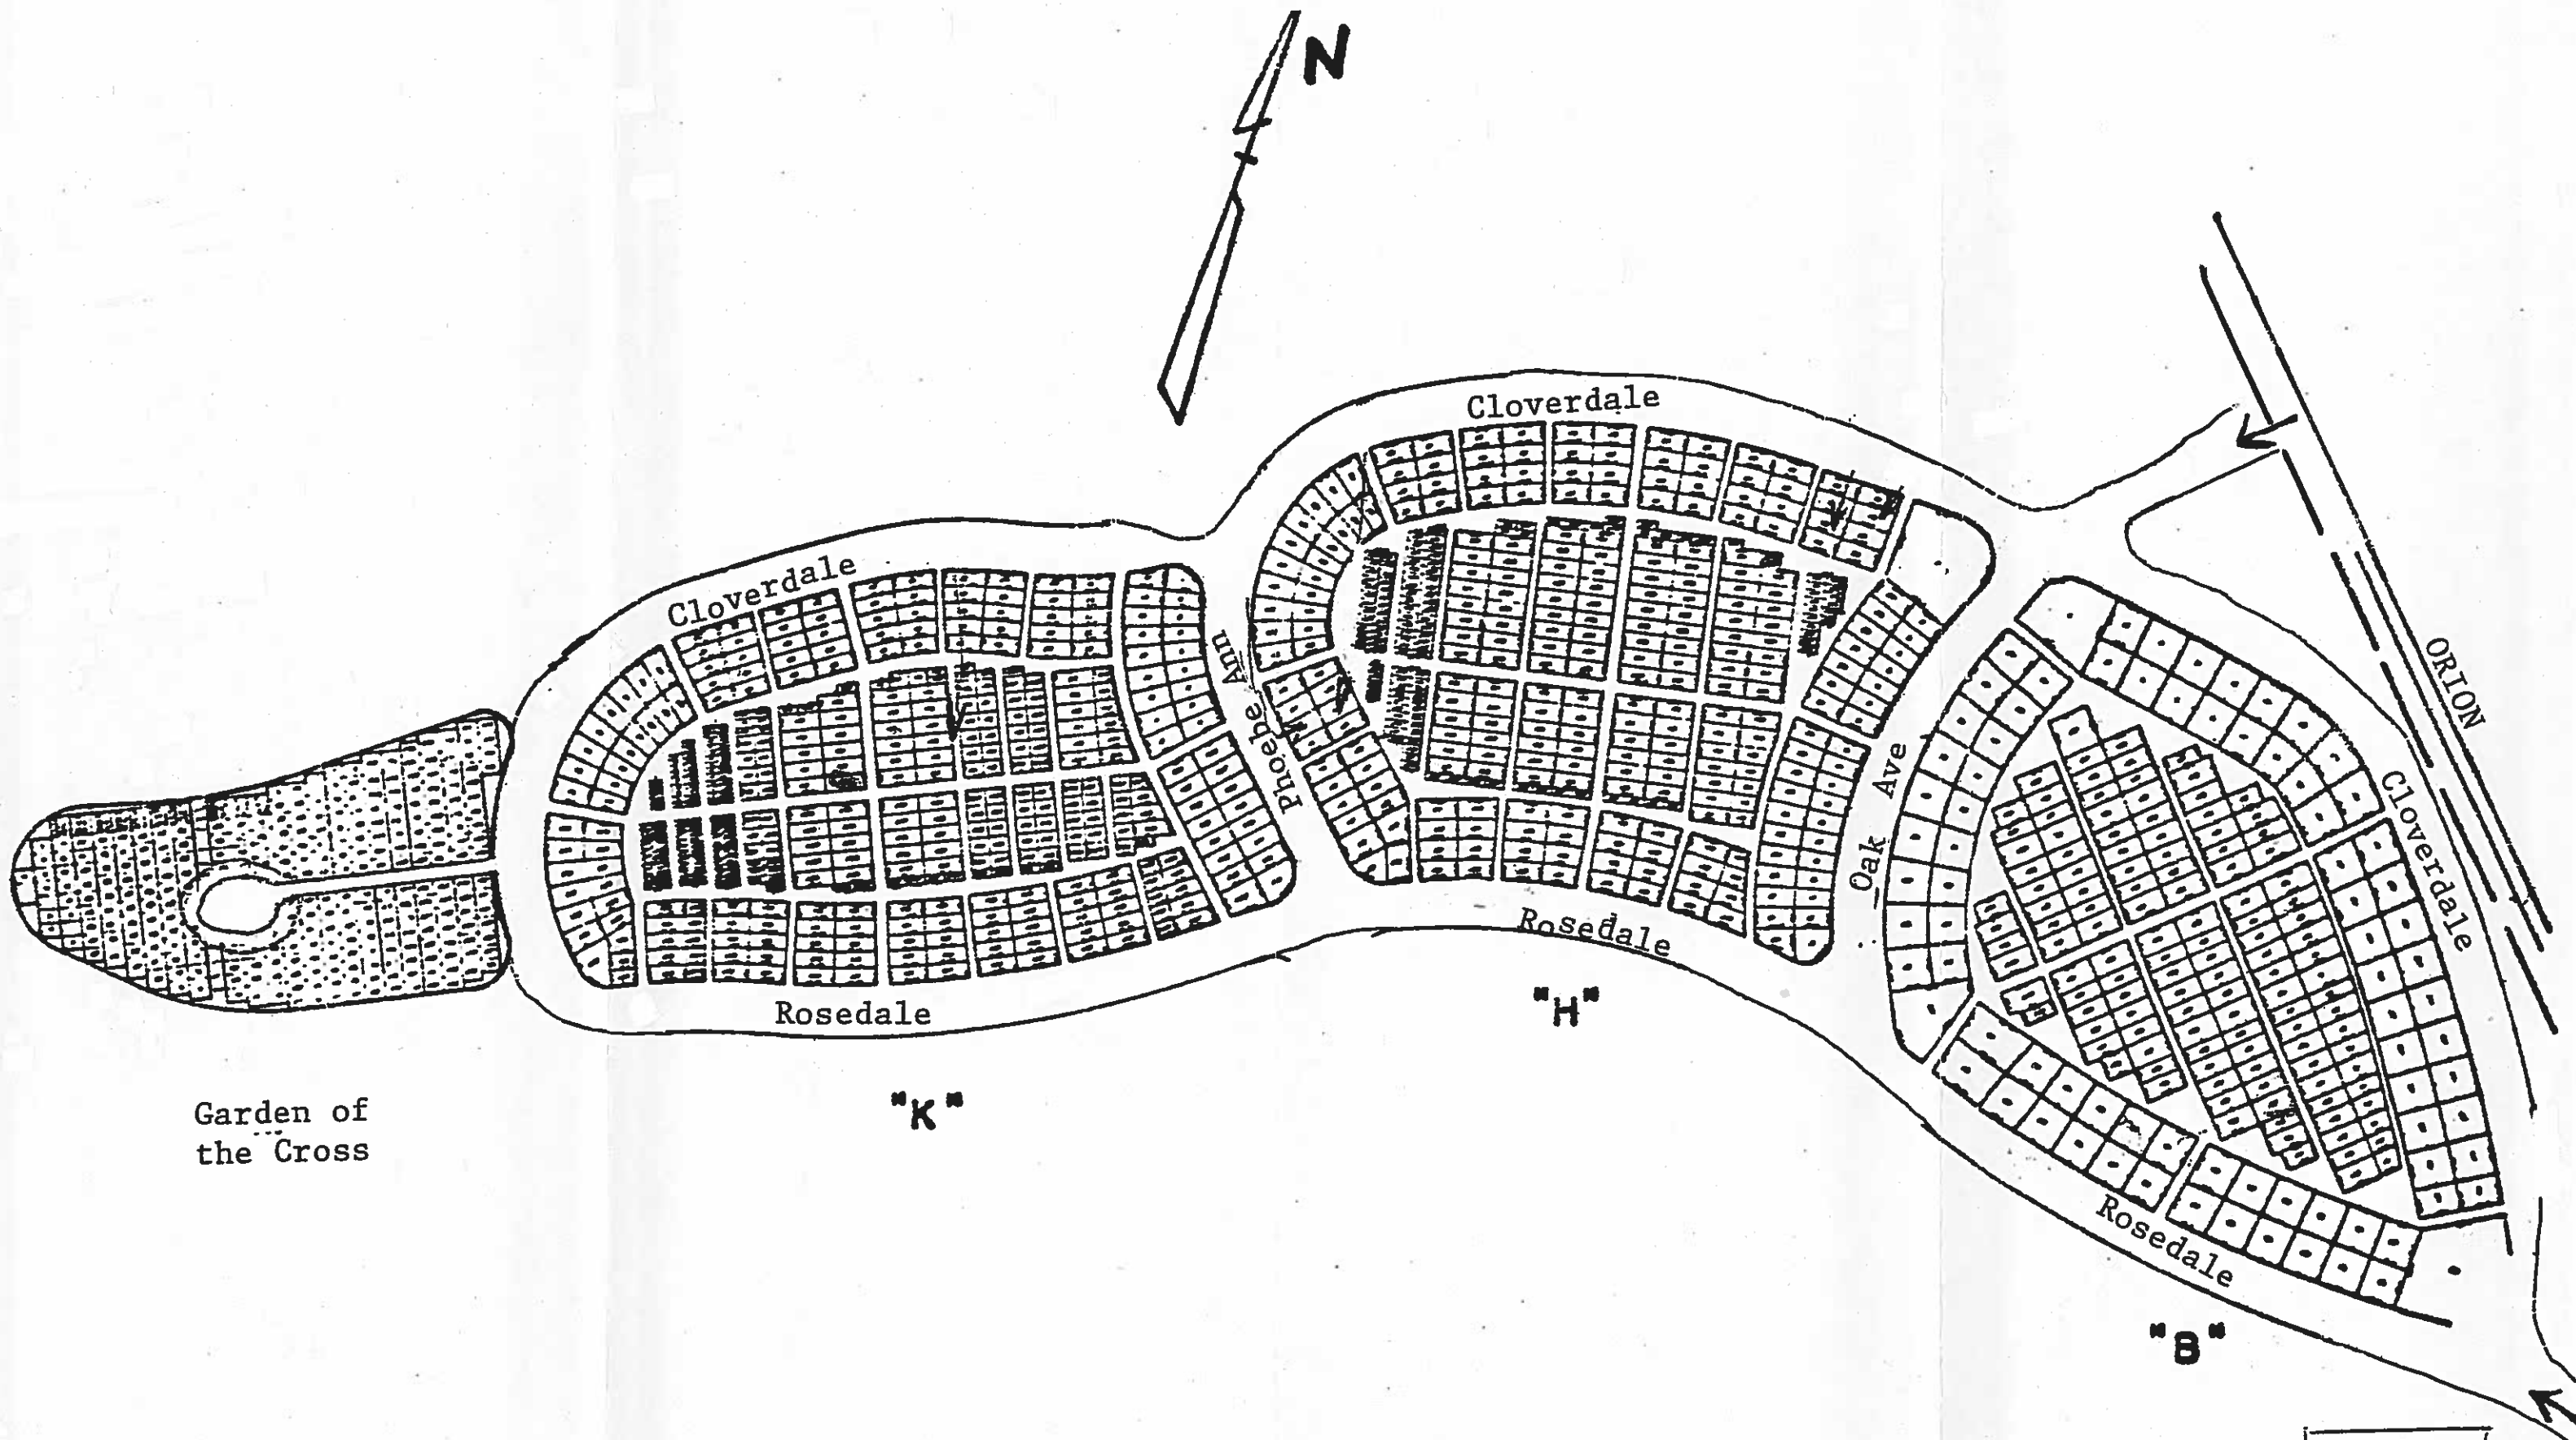 N
Cloverdale
Cloverdale
ORION
Phoebe Ann
Oak Ave
Cloverdale
Rosedale
Rosedale
"H"
"K"
Garden of
the Cross
Rosedale
"B"